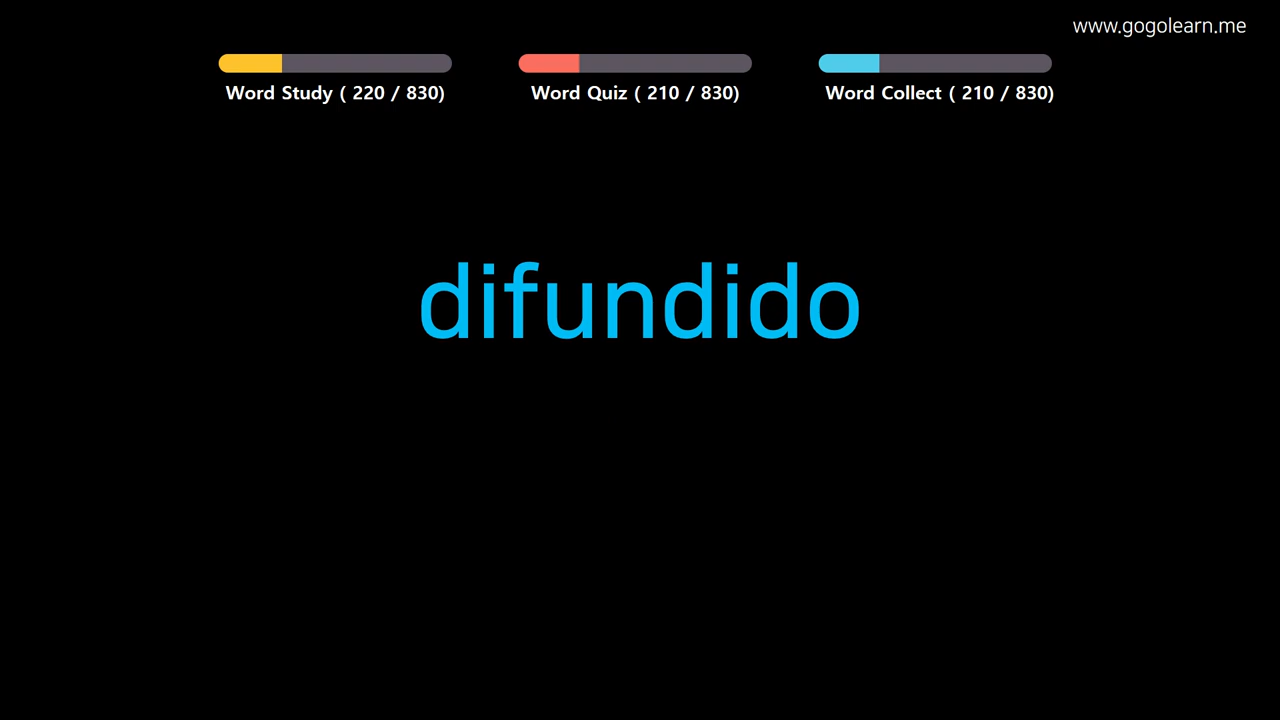 www.gogolearn.me
Word Study ( 220 / 830)
Word Quiz ( 210 / 830)
Word Collect ( 210 / 830)
difundido